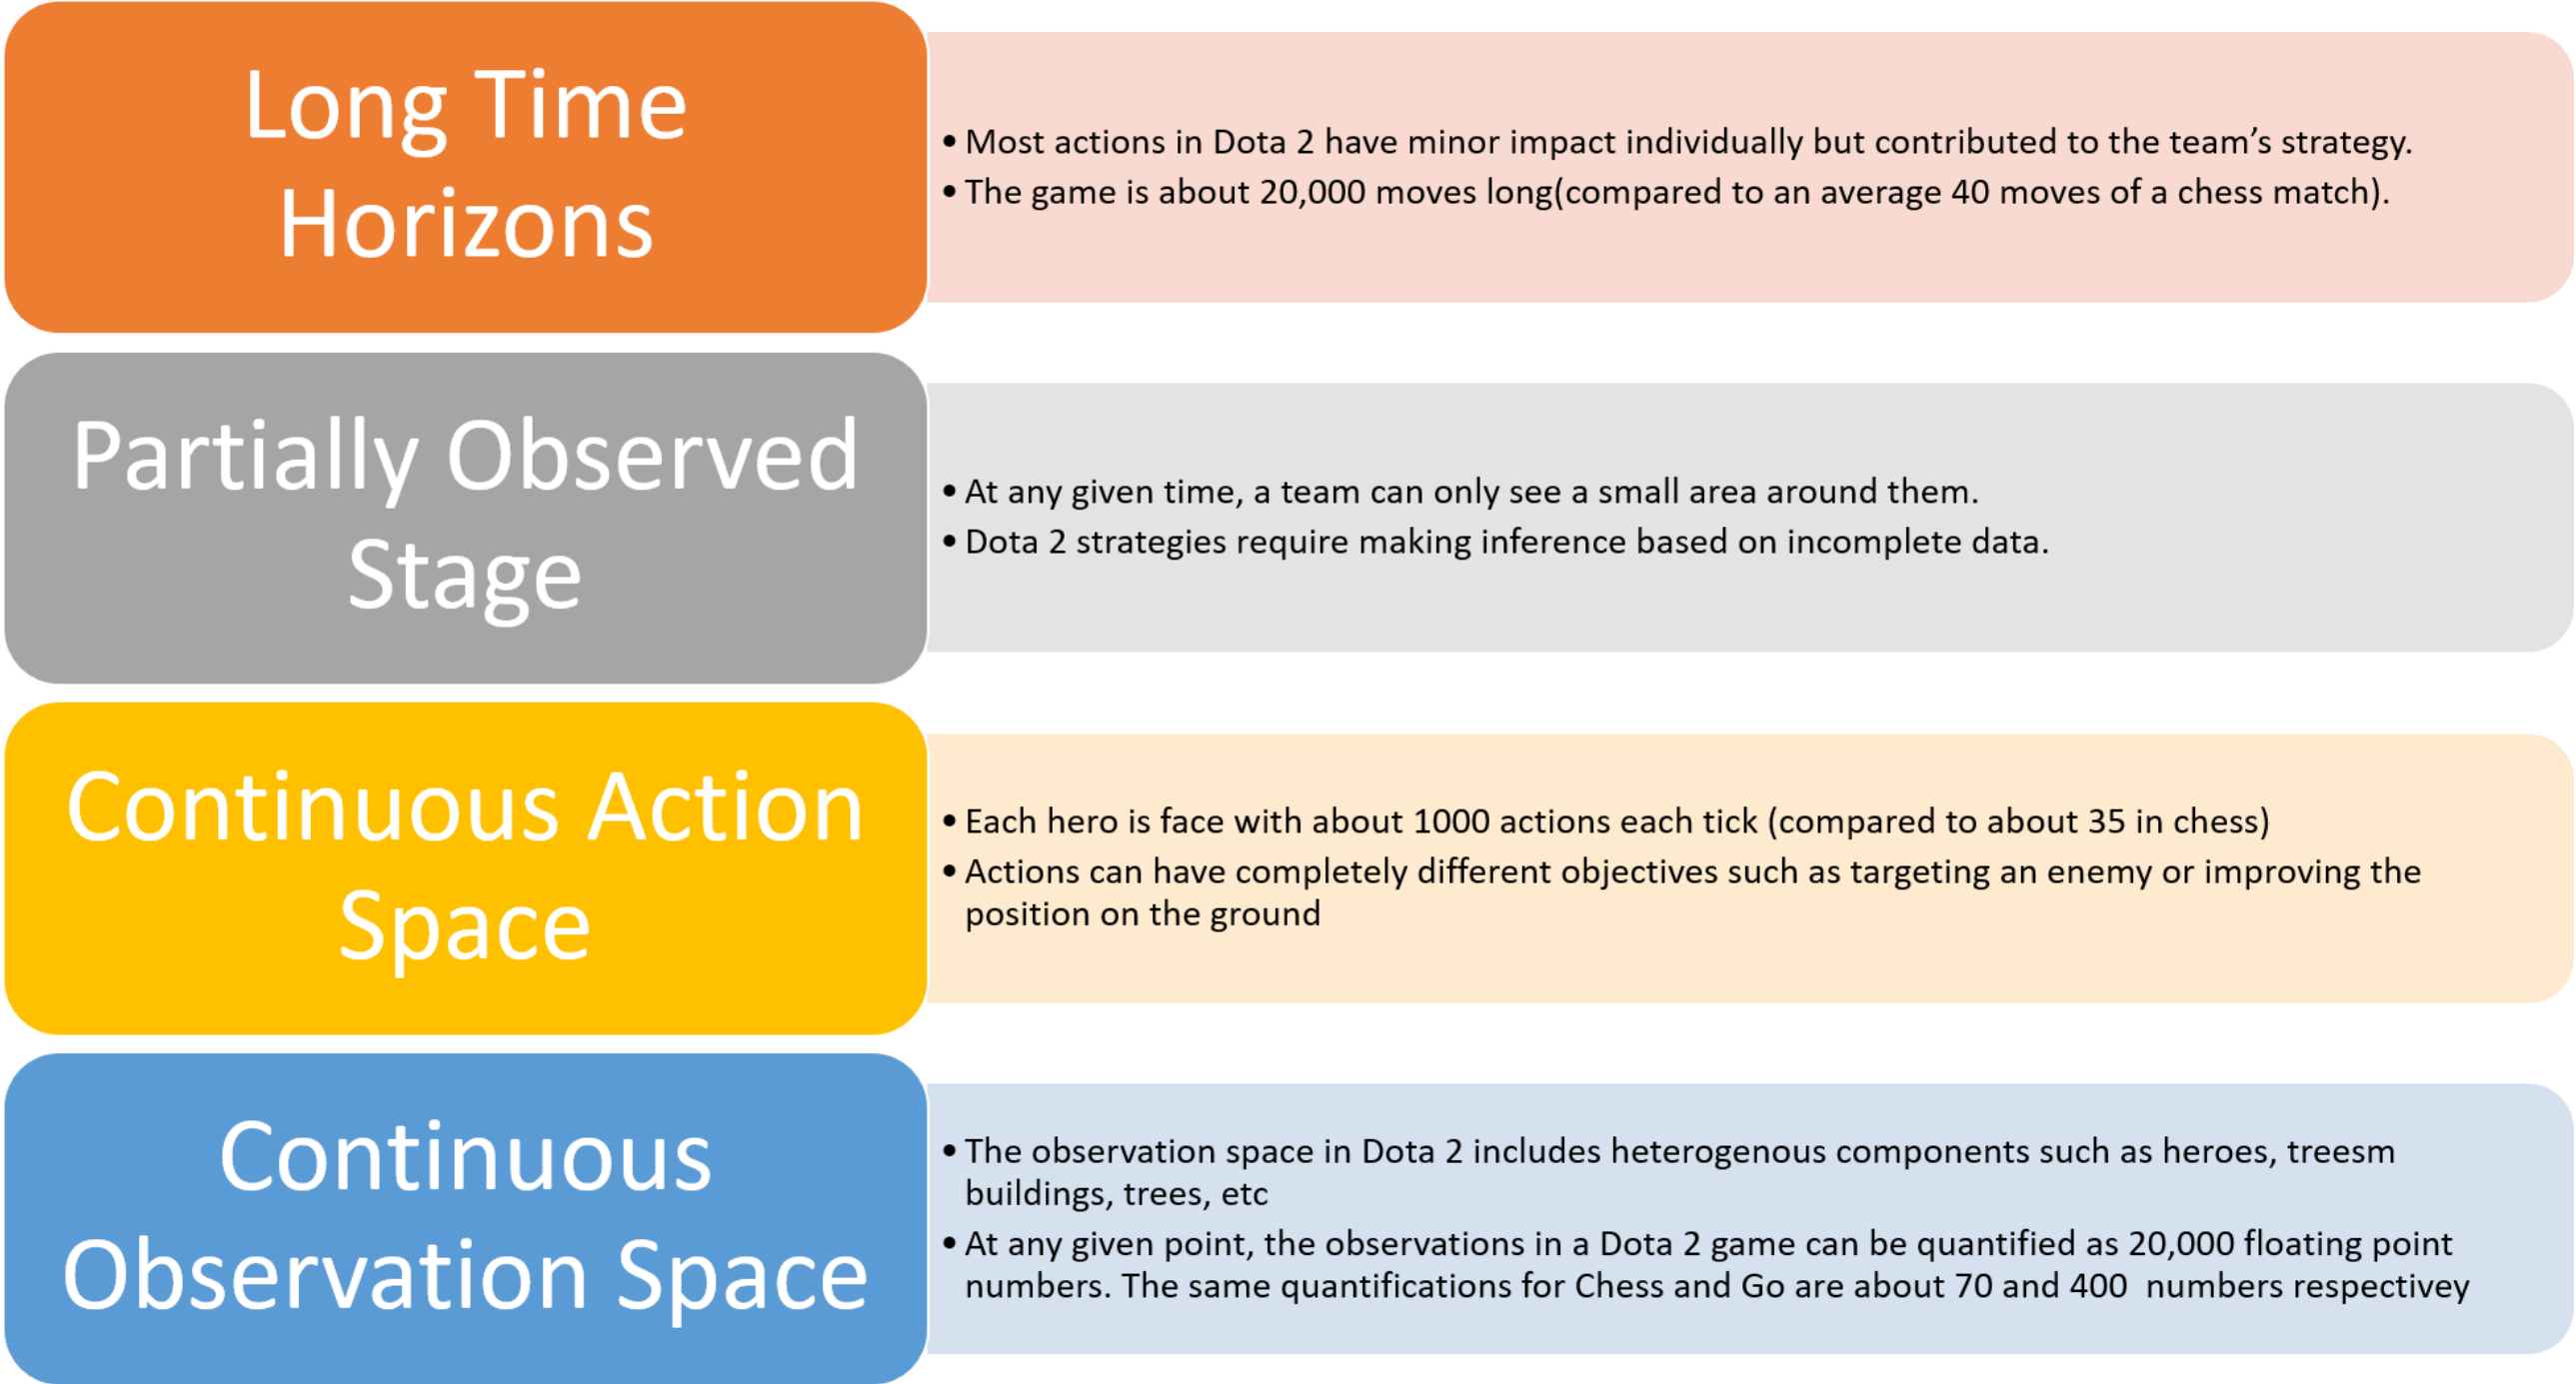 Long Time
Horizons
• Most actions in Dota 2 have minor impact individually but contributed to the team’s strategy.
• The game is about 20,000 moves long(compared to an average 40 moves of a chess match).
Partially Observed
Stage
• At any given time, a team can only see a small area around them.
• Dota 2 strategies require making inference based on incomplete data.
Continuous Action
Space
• Each hero is face with about 1000 actions each tick (compared to about 35 in chess)
• Actions can have completely different objectives such as targeting an enemy or improving the
position on the ground
Continuous
Observation Space
• The observation space in Dota 2 includes heterogenous components such as heroes, treesm
buildings, trees, etc
• At any given point, the observations in a Dota 2 game can be quantified as 20,000 floating point
numbers. The same quantifications for Chess and Go are about 70 and 400  numbers respectivey